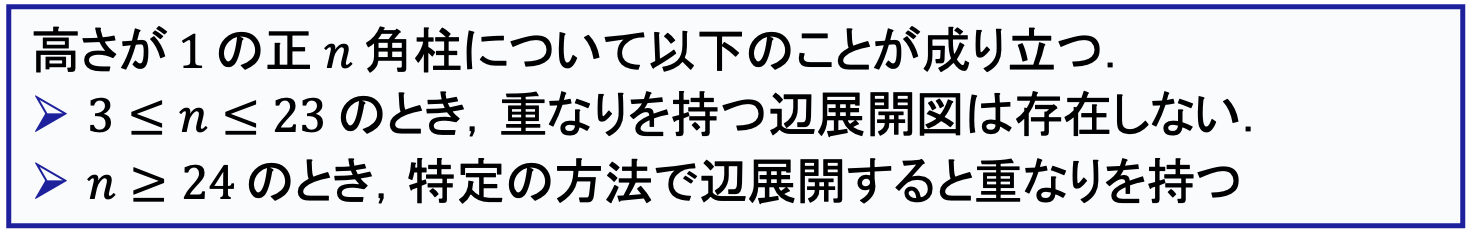 高さが 1 の正 n 角柱について以下のことが成り立つ.
➢ 3 ≤ n ≤ 23 のとき, 重なりを持つ辺展開図は存在しない.
➢ n ≥ 24 のとき, 特定の方法で辺展開すると重なりを持つ